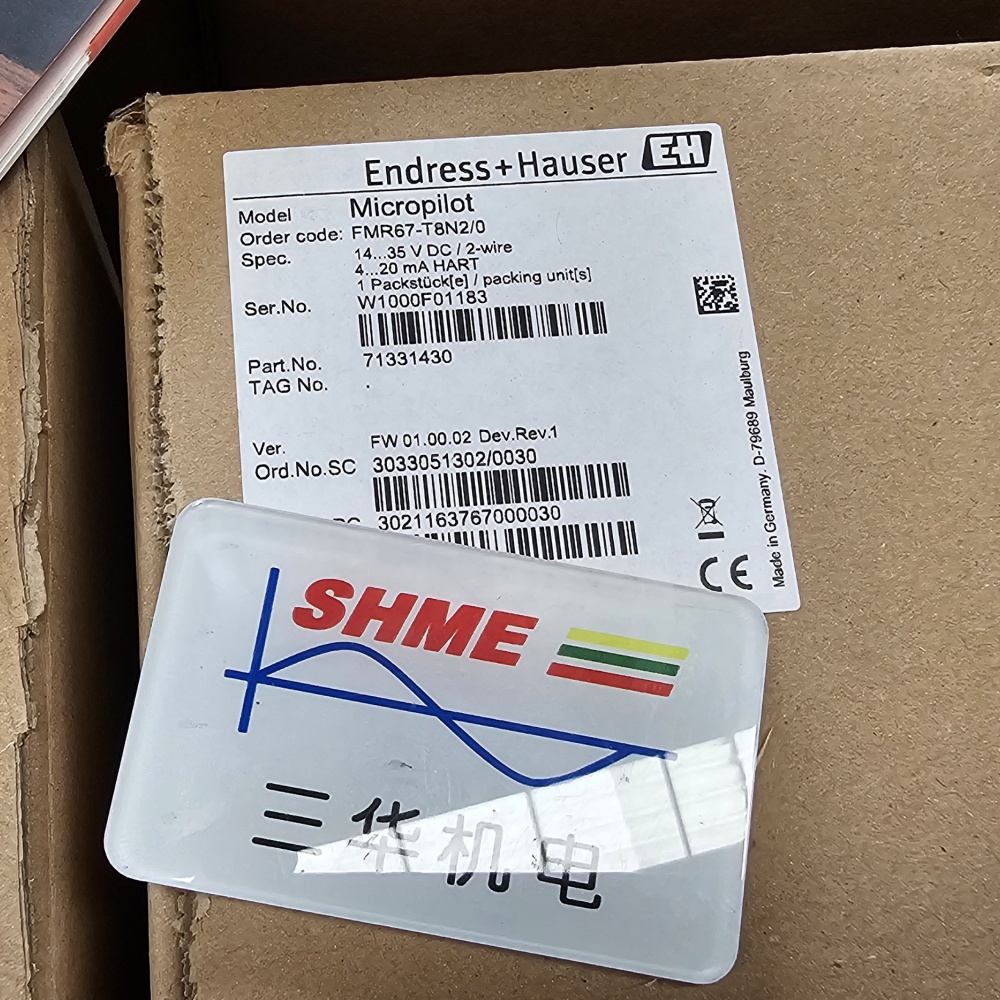 Endress+Hauser EH
Model Micropilot
Order code: FMR67-T8N2/0
Spec. 14...35 V DC / 2-wire
4...20 mA HART
1 Packstück[e] / packing unit[s]
Ser.No. W1000F01183
Part.No. 71331430
TAG No. .
Ver. FW 01.00.02 Dev.Rev.1
Ord.No.SC 3033051302/0030
3021163767000030
Made in Germany. D-79689 Maulburg
CE
SHME
三华机电